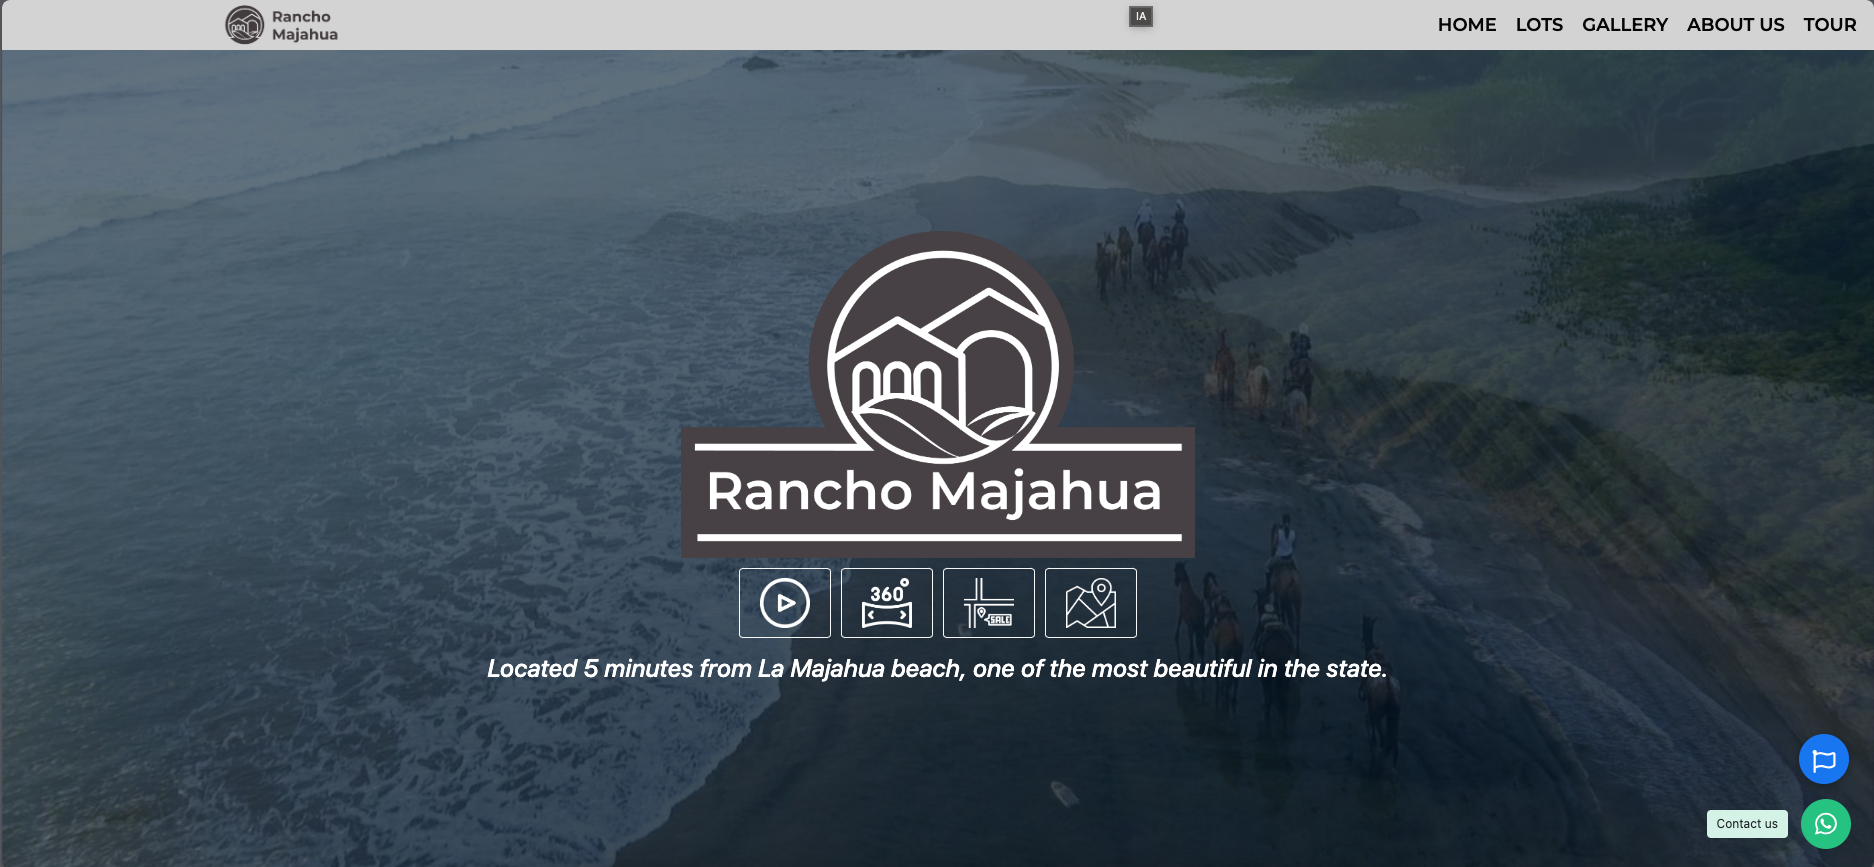 Rancho
Majahua
IA
HOME LOTS GALLERY ABOUT US TOUR
Rancho Majahua
360°
SALE
Located 5 minutes from La Majahua beach, one of the most beautiful in the state.
Contact us